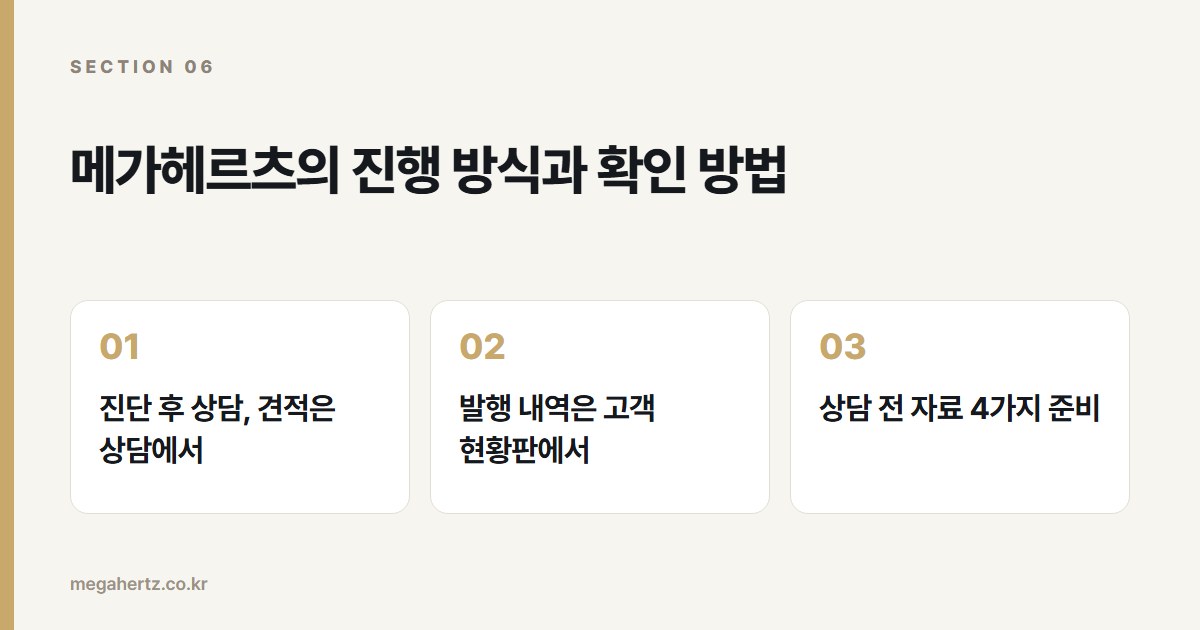 SECTION 06
메가헤르츠의 진행 방식과 확인 방법
01
진단 후 상담, 견적은
상담에서
02
발행 내역은 고객
현황판에서
03
상담 전 자료 4가지 준비
megahertz.co.kr